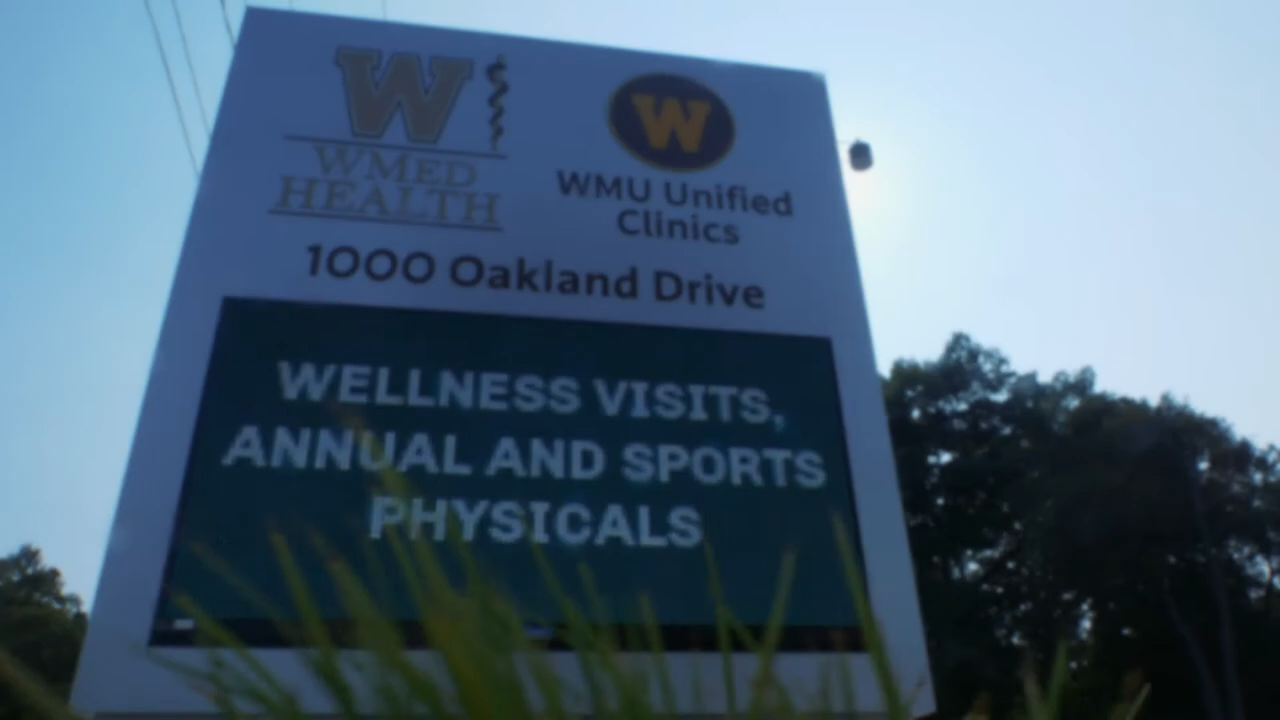 W
WMED
HEALTH
W
WMU Unified
Clinics
1000 Oakland Drive
WELLNESS VISITS,
ANNUAL AND SPORTS
PHYSICALS